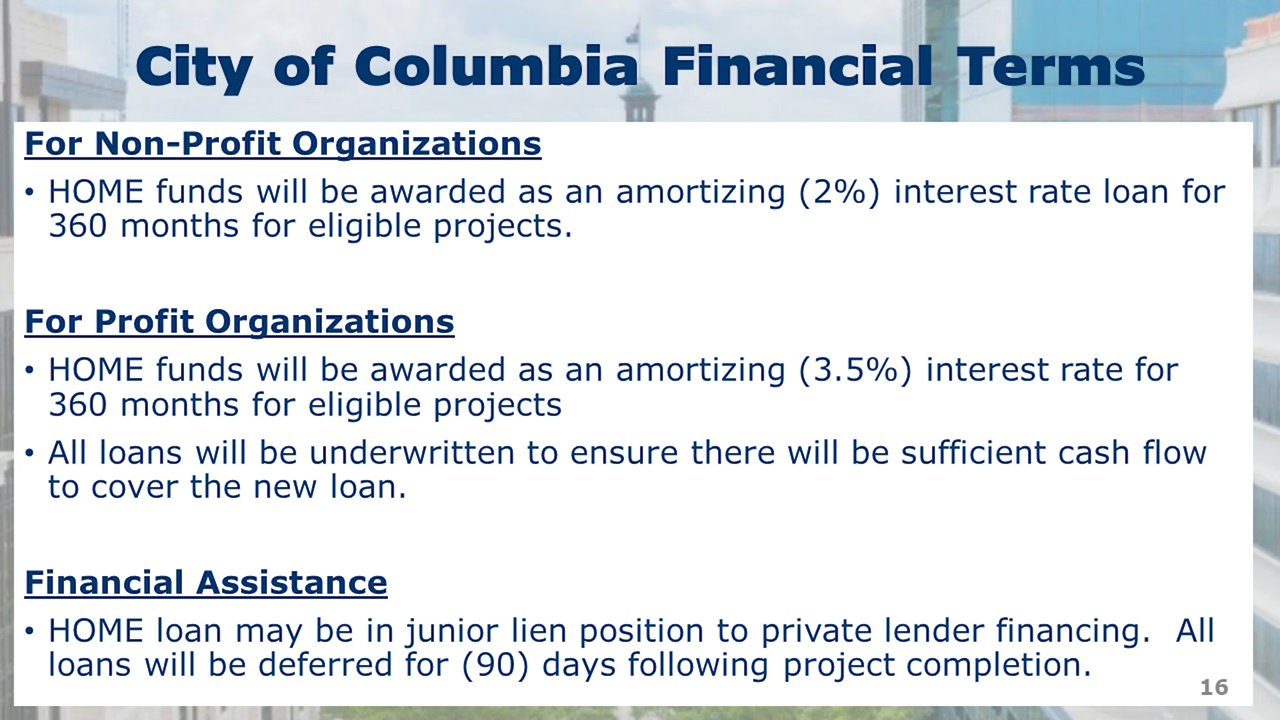 City of Columbia Financial Terms
For Non-Profit Organizations
• HOME funds will be awarded as an amortizing (2%) interest rate loan for
360 months for eligible projects.
For Profit Organizations
• HOME funds will be awarded as an amortizing (3.5%) interest rate for
360 months for eligible projects
• All loans will be underwritten to ensure there will be sufficient cash flow
to cover the new loan.
Financial Assistance
• HOME loan may be in junior lien position to private lender financing.  All
loans will be deferred for (90) days following project completion.
16